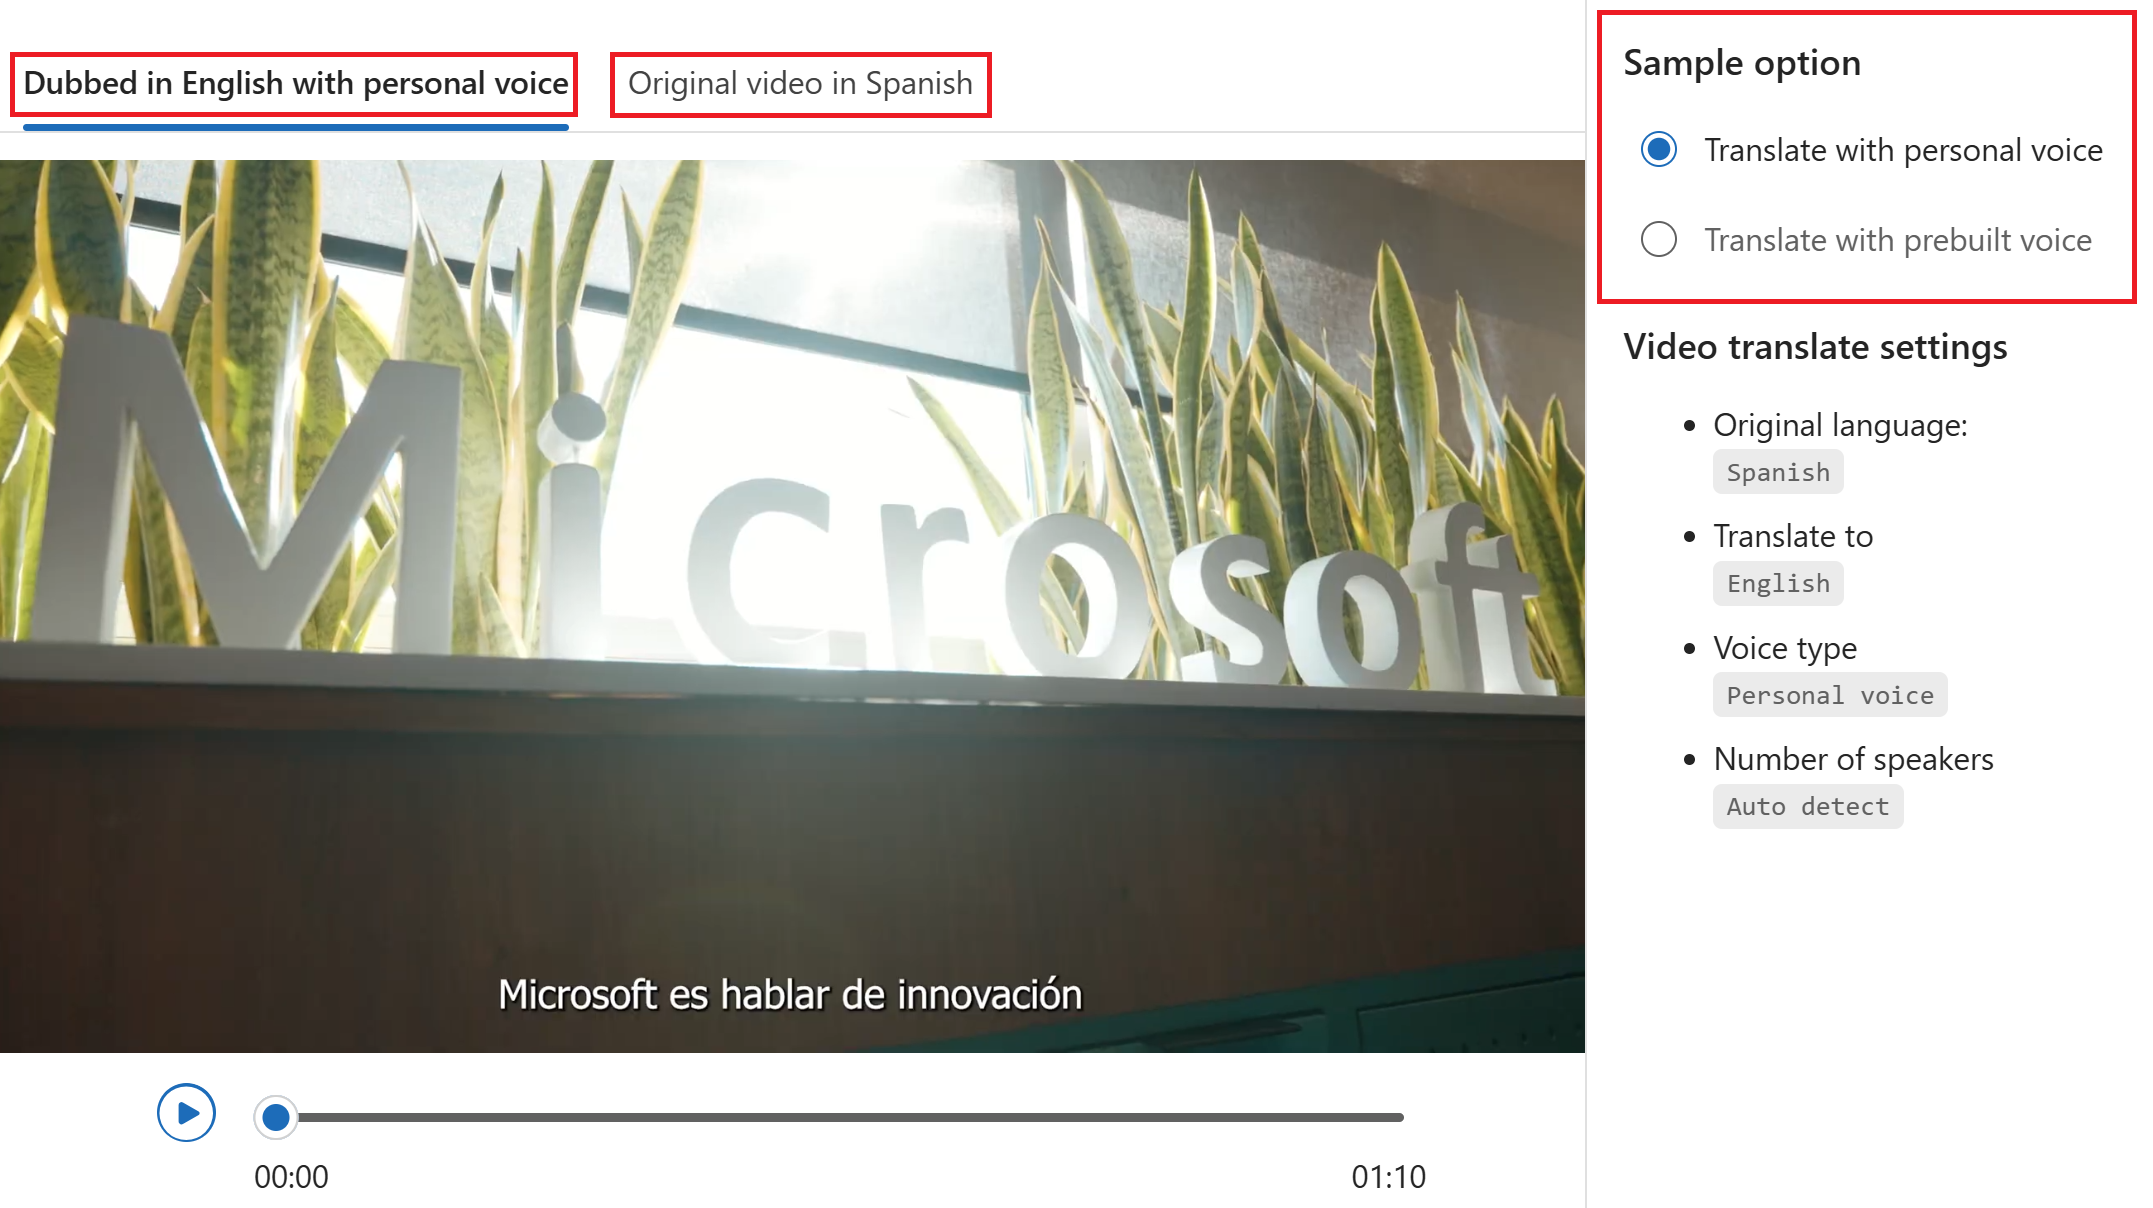 Dubbed in English with personal voice
Original video in Spanish
Microsoft
Microsoft es hablar de innovación
00:00
01:10
Sample option
Translate with personal voice
Translate with prebuilt voice
Video translate settings
Original language:
Spanish
Translate to
English
Voice type
Personal voice
Number of speakers
Auto detect